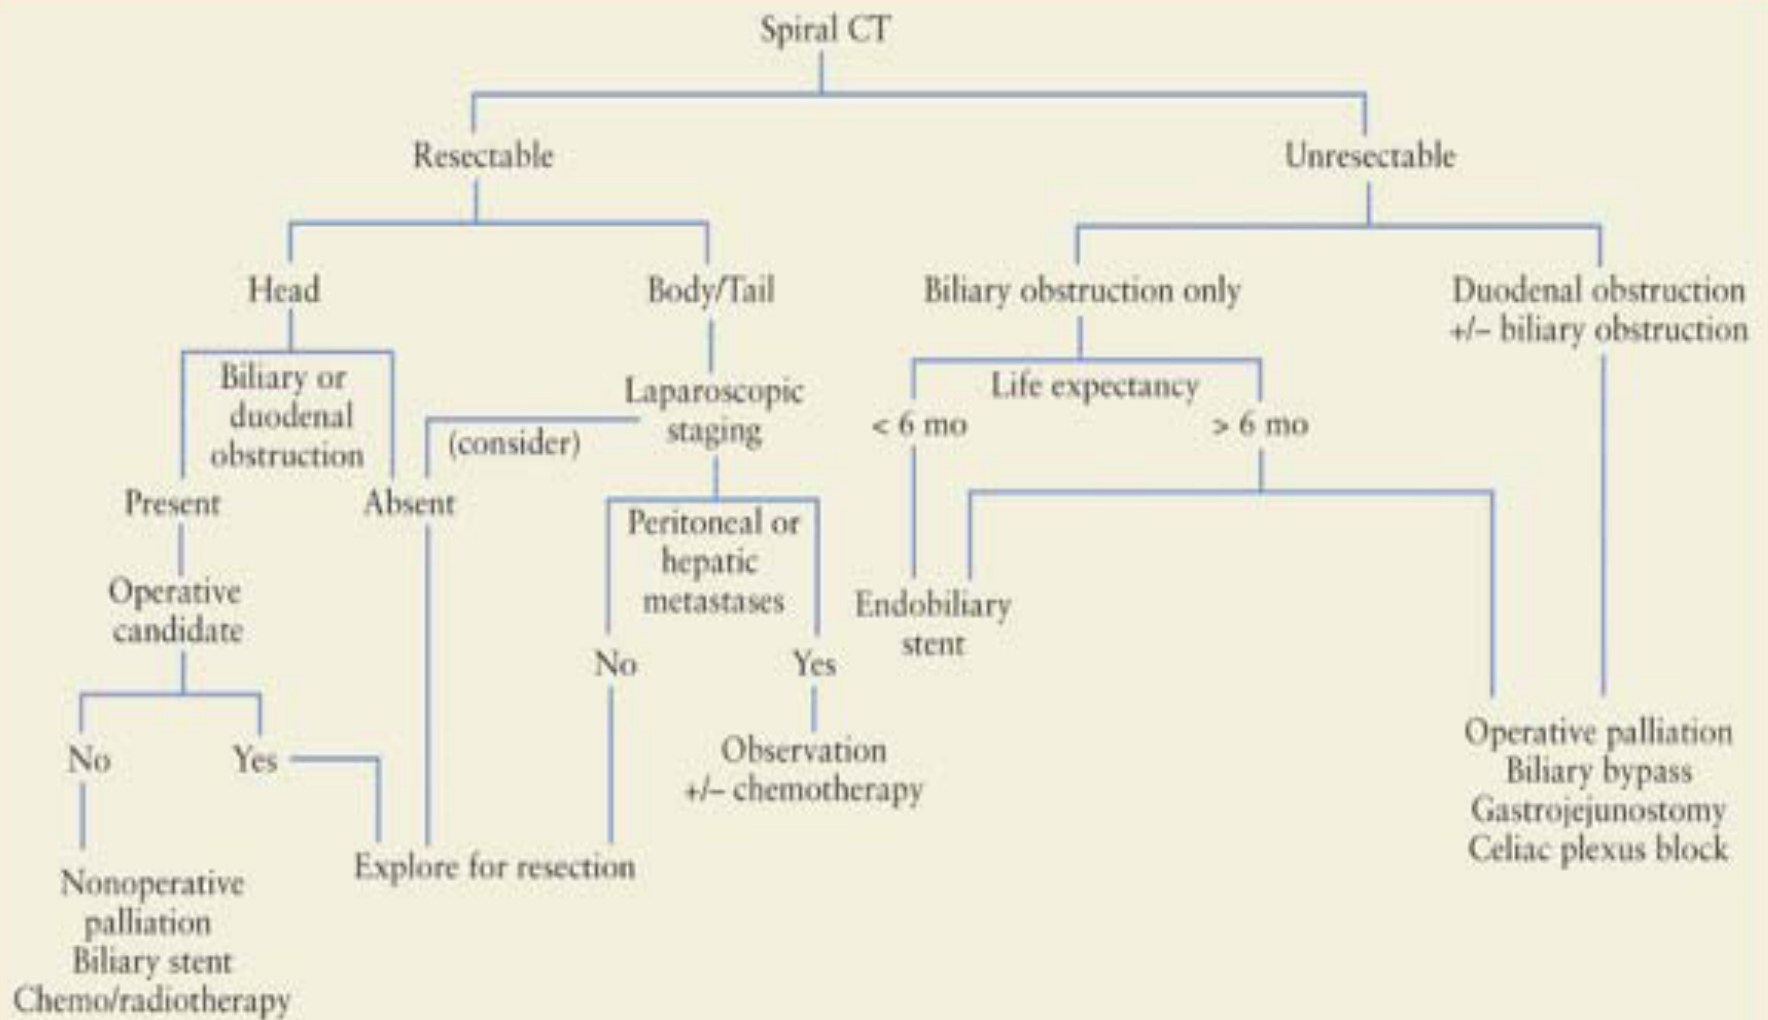 Spiral CT
Resectable
Unresectable
Head
Body/Tail
Biliary obstruction only
Duodenal obstruction
+/– biliary obstruction
Biliary or
duodenal
obstruction
Present
Absent
(consider)
Laparoscopic
staging
Life expectancy
< 6 mo
> 6 mo
Operative
candidate
Peritoneal or
hepatic
metastases
Endobiliary
stent
No
Yes
No
Yes
Observation
+/– chemotherapy
Operative palliation
Biliary bypass
Gastrojejunostomy
Celiac plexus block
Explore for resection
Nonoperative
palliation
Biliary stent
Chemo/radiotherapy